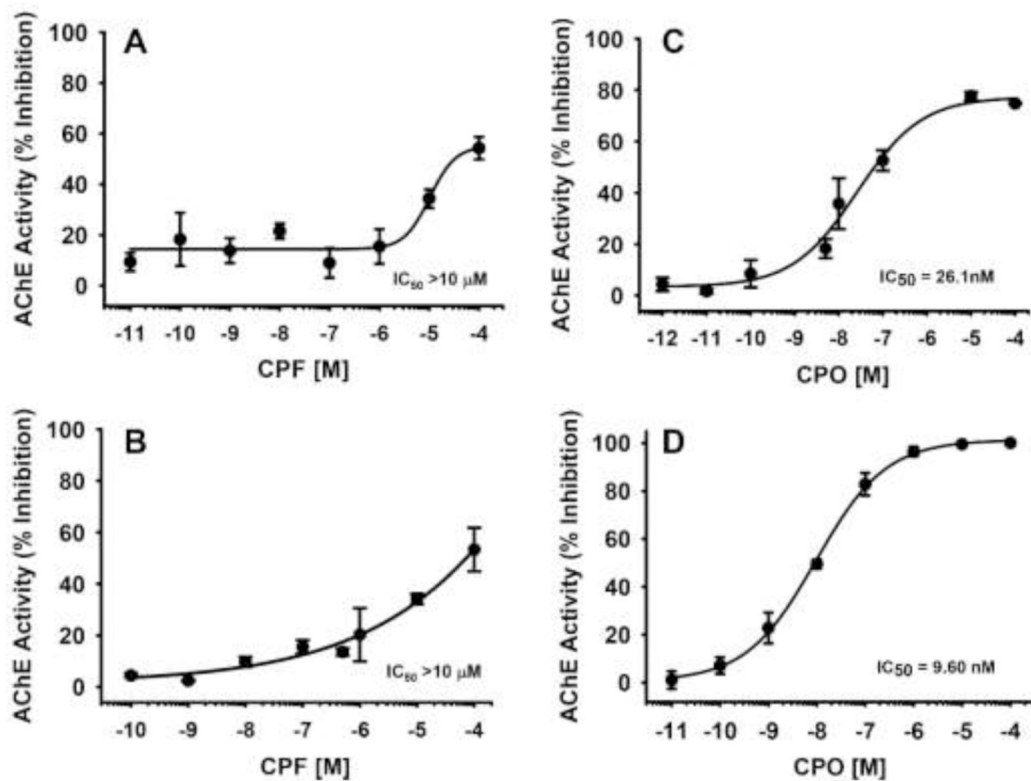 A
AChE Activity (% Inhibition)
100
80
60
40
20
0
IC50 >10 μM
-11 -10 -9 -8 -7 -6 -5 -4
CPF [M]
C
AChE Activity (% Inhibition)
100
80
60
40
20
0
IC50 = 26.1nM
-12 -11 -10 -9 -8 -7 -6 -5 -4
CPO [M]
B
AChE Activity (% Inhibition)
100
80
60
40
20
0
IC50 >10 μM
-10 -9 -8 -7 -6 -5 -4
CPF [M]
D
AChE Activity (% Inhibition)
100
80
60
40
20
0
IC50 = 9.60 nM
-11 -10 -9 -8 -7 -6 -5 -4
CPO [M]